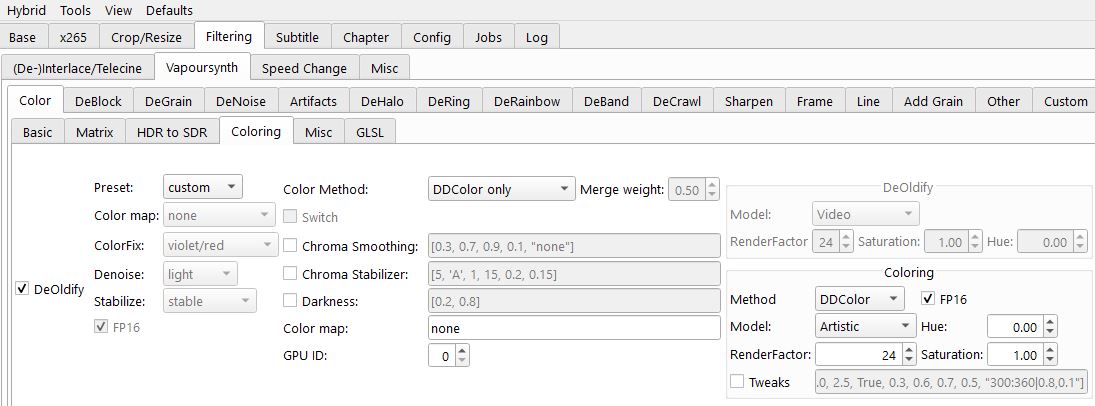 Hybrid Tools View Defaults
Base x265 Crop/Resize Filtering Subtitle Chapter Config Jobs Log
(De-)Interlace/Telecine Vapoursynth Speed Change Misc
Color DeBlock DeGrain DeNoise Artifacts DeHalo DeRing DeRainbow DeBand DeCrawl Sharpen Frame Line Add Grain Other Custom
Basic Matrix HDR to SDR Coloring Misc GLSL
DeOldify
Preset: custom
Color map: none
ColorFix: violet/red
Denoise: light
Stabilize: stable
FP16
Color Method: DDColor only Merge weight: 0.50
Switch
Chroma Smoothing: [0.3, 0.7, 0.9, 0.1, "none"]
Chroma Stabilizer: [5, 'A', 1, 15, 0.2, 0.15]
Darkness: [0.2, 0.8]
Color map: none
GPU ID: 0
DeOldify
Model: Video
RenderFactor 24 Saturation: 1.00 Hue: 0.00
Coloring
Method DDColor FP16
Model: Artistic Hue: 0.00
RenderFactor: 24 Saturation: 1.00
Tweaks .0, 2.5, True, 0.3, 0.6, 0.7, 0.5, "300:360|0.8,0.1"]